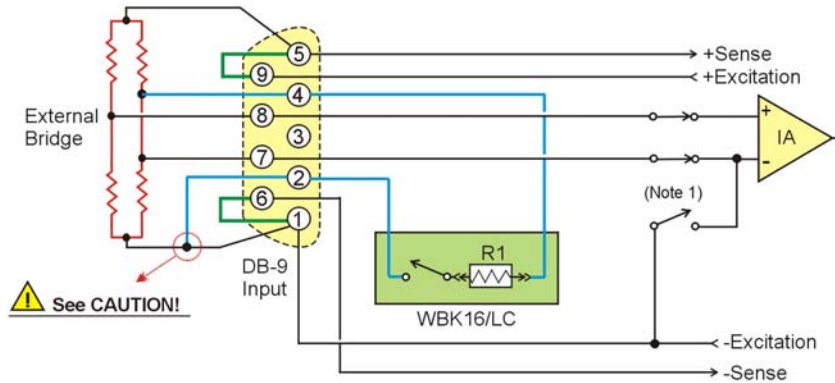 5
+Sense
9
+Excitation
4
External
Bridge
8
3
+
IA
-
7
2
(Note 1)
6
1
R1
DB-9
Input
! See CAUTION!
WBK16/LC
-Excitation
-Sense